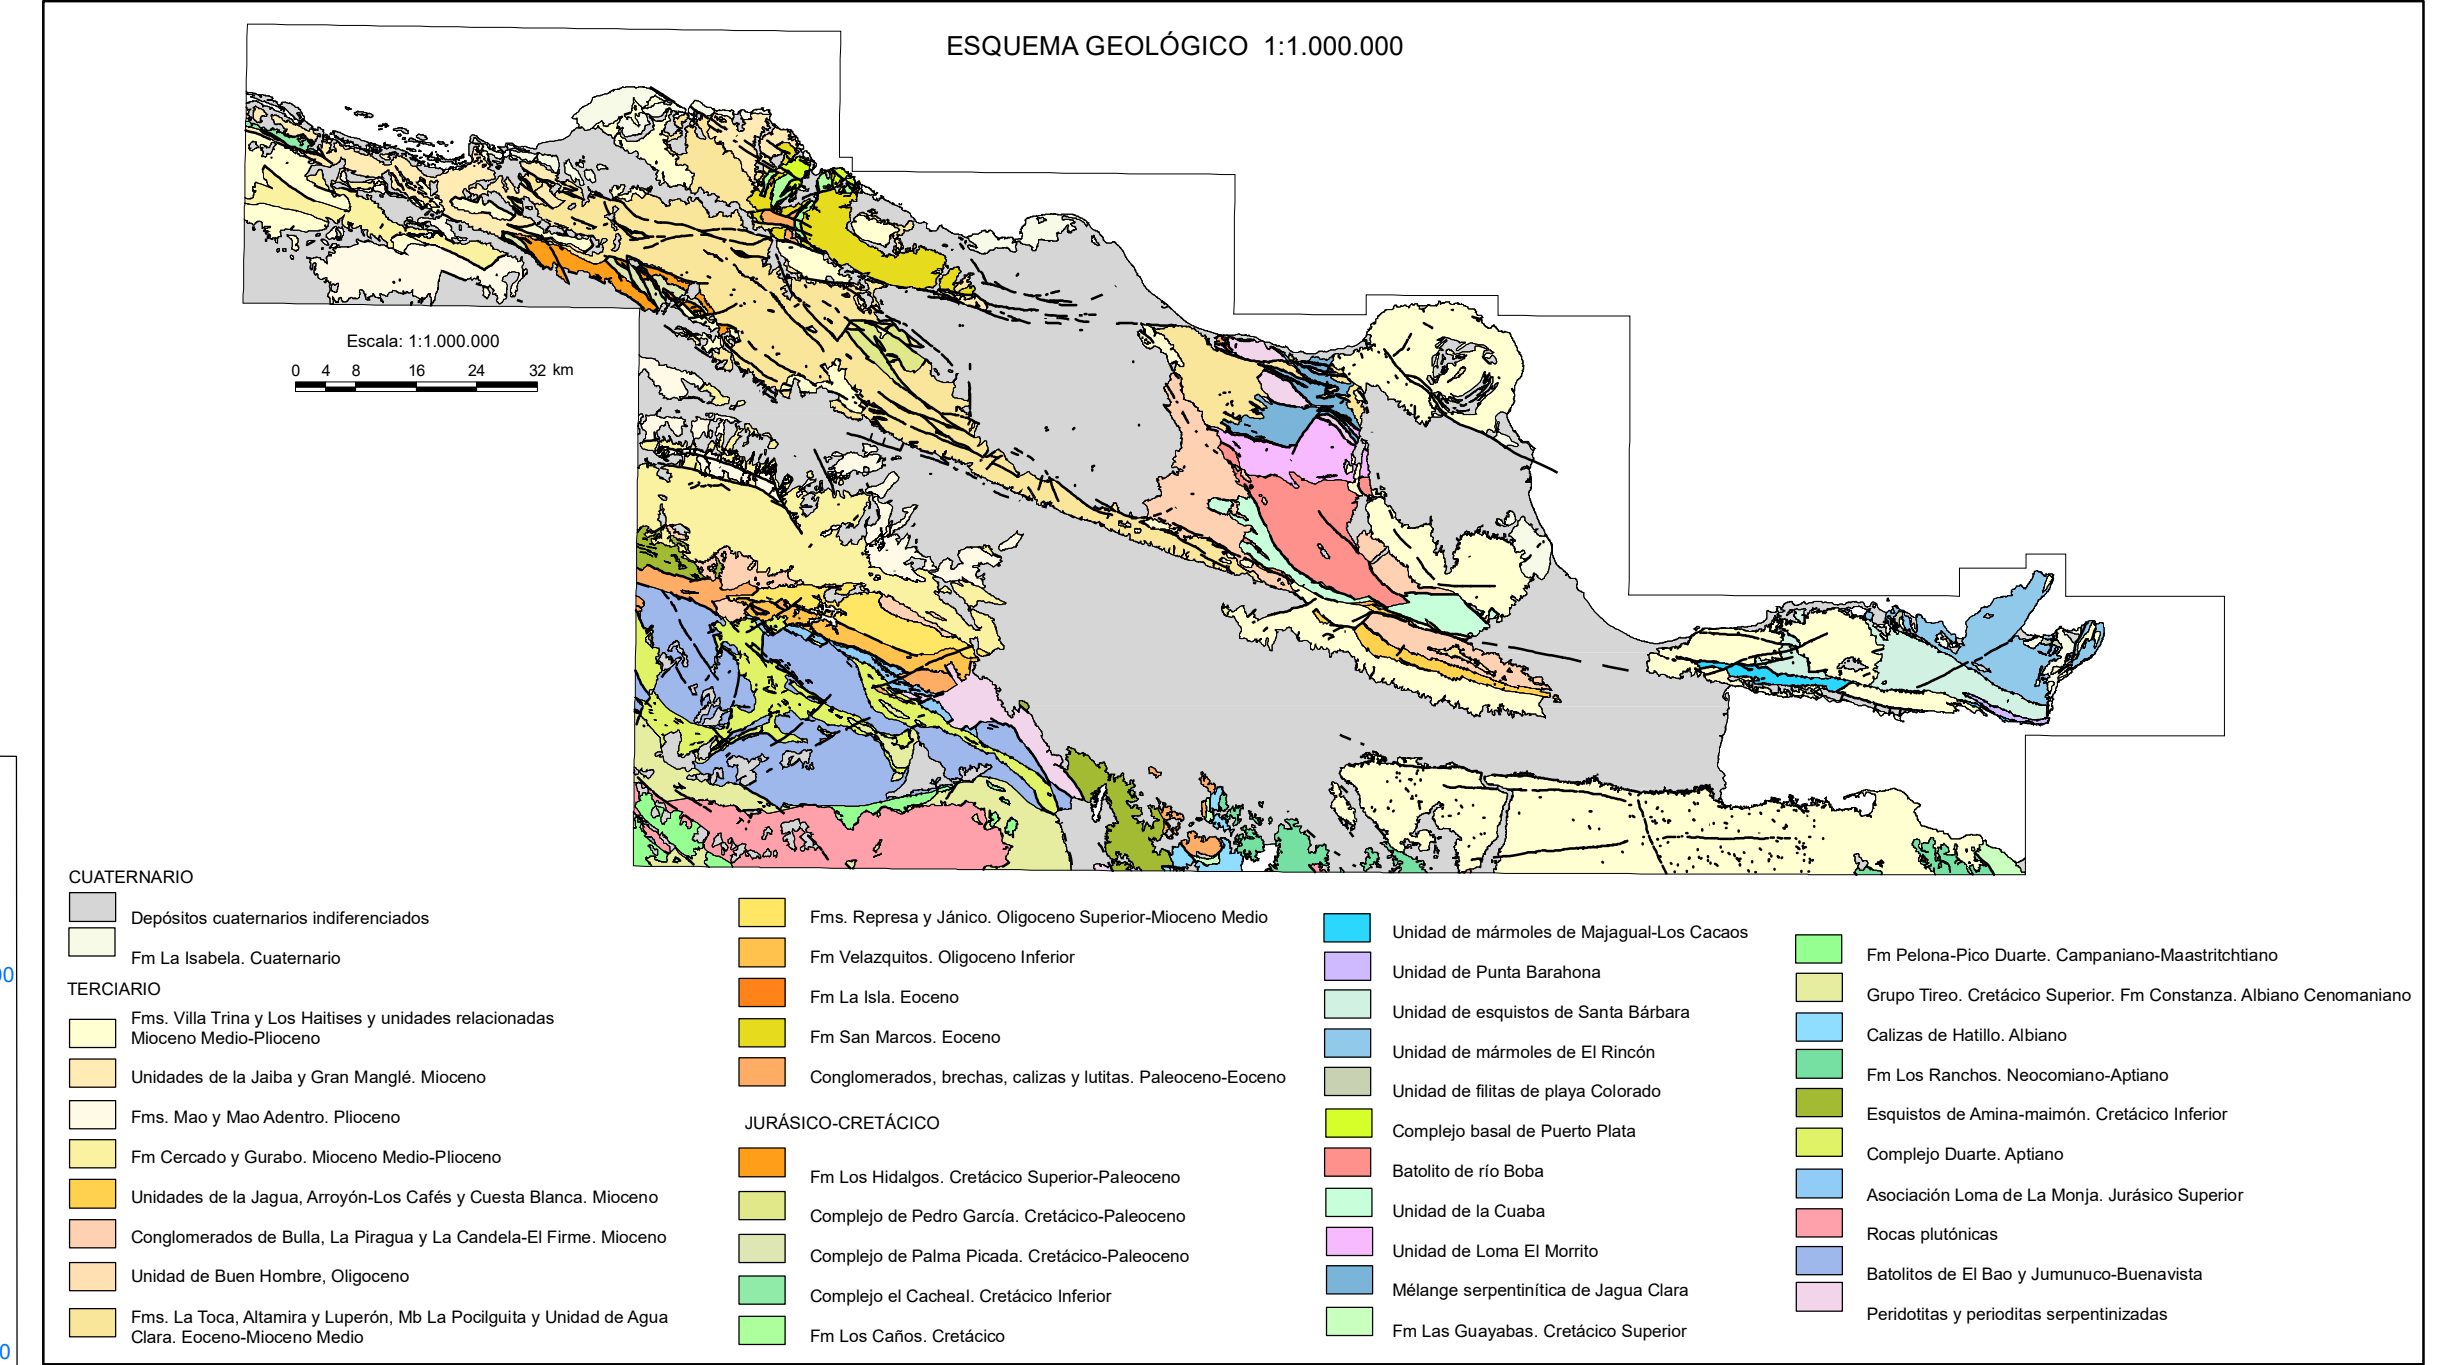 ESQUEMA GEOLÓGICO 1:1.000.000
Escala: 1:1.000.000
0 4 8 16 24 32 km
CUATERNARIO
Depósitos cuaternarios indiferenciados
Fm La Isabela. Cuaternario
TERCIARIO
Fms. Villa Trina y Los Haitises y unidades relacionadas
Mioceno Medio-Plioceno
Unidades de la Jaiba y Gran Manglé. Mioceno
Fms. Mao y Mao Adentro. Plioceno
Fm Cercado y Gurabo. Mioceno Medio-Plioceno
Unidades de la Jagua, Arroyón-Los Cafés y Cuesta Blanca. Mioceno
Conglomerados de Bulla, La Piragua y La Candela-El Firme. Mioceno
Unidad de Buen Hombre, Oligoceno
Fms. La Toca, Altamira y Luperón, Mb La Pocilguita y Unidad de Agua
Clara. Eoceno-Mioceno Medio
Fms. Represa y Jánico. Oligoceno Superior-Mioceno Medio
Fm Velazquitos. Oligoceno Inferior
Fm La Isla. Eoceno
Fm San Marcos. Eoceno
Conglomerados, brechas, calizas y lutitas. Paleoceno-Eoceno
JURÁSICO-CRETÁCICO
Fm Los Hidalgos. Cretácico Superior-Paleoceno
Complejo de Pedro García. Cretácico-Paleoceno
Complejo de Palma Picada. Cretácico-Paleoceno
Complejo el Cacheal. Cretácico Inferior
Fm Los Caños. Cretácico
Unidad de mármoles de Majagual-Los Cacaos
Unidad de Punta Barahona
Unidad de esquistos de Santa Bárbara
Unidad de mármoles de El Rincón
Unidad de filitas de playa Colorado
Complejo basal de Puerto Plata
Batolito de río Boba
Unidad de la Cuaba
Unidad de Loma El Morrito
Mélange serpentinítica de Jagua Clara
Fm Las Guayabas. Cretácico Superior
Fm Pelona-Pico Duarte. Campaniano-Maastritchtiano
Grupo Tireo. Cretácico Superior. Fm Constanza. Albiano Cenomaniano
Calizas de Hatillo. Albiano
Fm Los Ranchos. Neocomiano-Aptiano
Esquistos de Amina-maimón. Cretácico Inferior
Complejo Duarte. Aptiano
Asociación Loma de La Monja. Jurásico Superior
Rocas plutónicas
Batolitos de El Bao y Jumunuco-Buenavista
Peridotitas y perioditas serpentinizadas
00
0